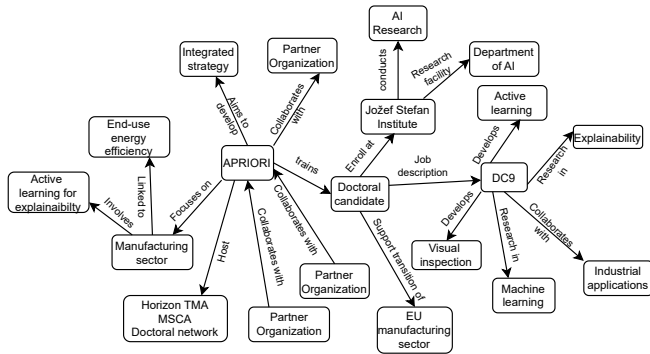 AI
Research
Integrated
strategy
Partner
Organization
conducts
Research
facility
Department
of AI
Aims to
develop
Collaborates
with
Jožef Stefan
Institute
Active
learning
End-use
energy
efficiency
Enroll at
Develops
Explainability
APRIORI
trains
Job
description
Research
in
Active
learning for
explainaibility
Linked to
Involves
Focuses on
Doctoral
candidate
DC9
Develops
Collaborates
with
Manufacturing
sector
Host
Collaborates with
Collaborates with
Support transition of
Research in
Visual
inspection
Partner
Organization
Industrial
applications
Machine
learning
Horizon TMA
MSCA
Doctoral network
Partner
Organization
EU
manufacturing
sector